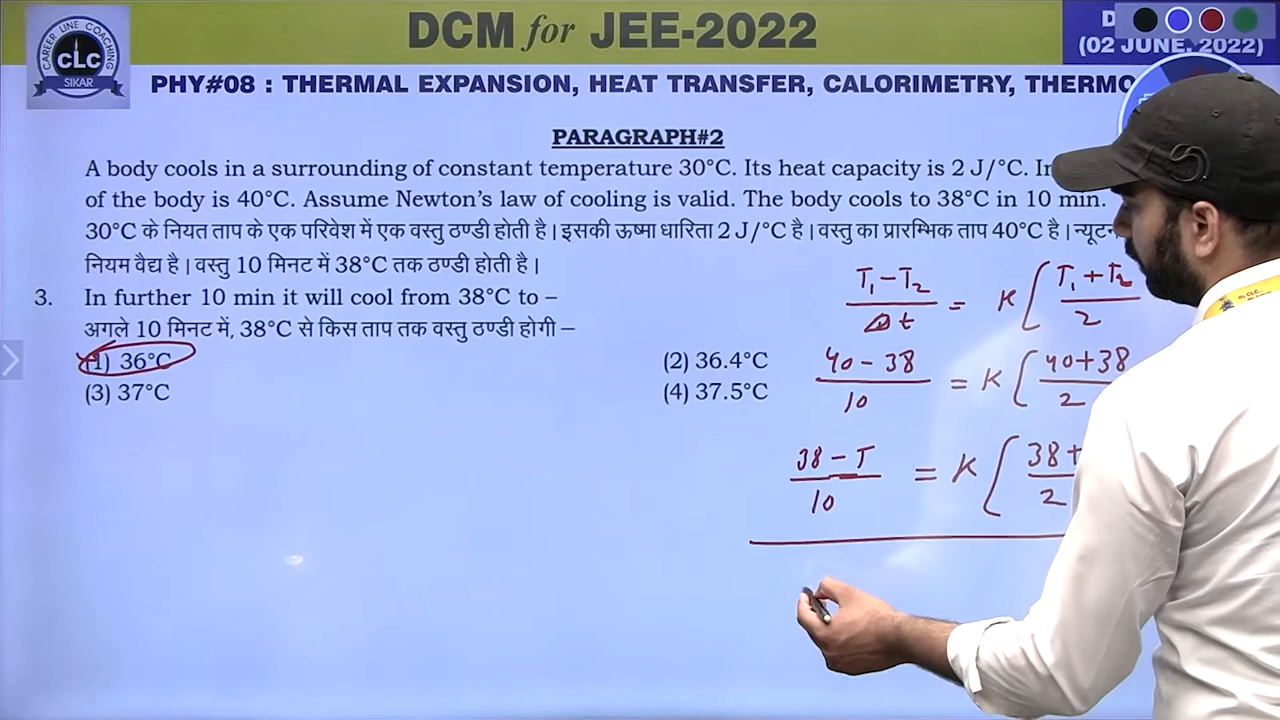 DCM for JEE-2022
(02 JUNE, 2022)
CAREER LINE COACHING
CLC
SIKAR
PHY#08 : THERMAL EXPANSION, HEAT TRANSFER, CALORIMETRY, THERMO
PARAGRAPH#2
A body cools in a surrounding of constant temperature 30°C. Its heat capacity is 2 J/°C.
of the body is 40°C. Assume Newton's law of cooling is valid. The body cools to 38°C in 10 min.
30°C के नियत ताप के एक परिवेश में एक वस्तु ठण्डी होती है। इसकी ऊष्मा धारिता 2 J/°C है। वस्तु का प्रारम्भिक ताप 40°C है।
नियम वैद्य है। वस्तु 10 मिनट में 38°C तक ठण्डी होती है।
3. In further 10 min it will cool from 38°C to –
अगले 10 मिनट में, 38°C से किस ताप तक वस्तु ठण्डी होगी –
(1) 36°C (2) 36.4°C
(3) 37°C (4) 37.5°C
T₁ - T₂ / Δt = K ( T₁ + T₂ / 2
40 - 38 / 10 = K ( 40+38 / 2
38 - T / 10 = K ( 38+ / 2